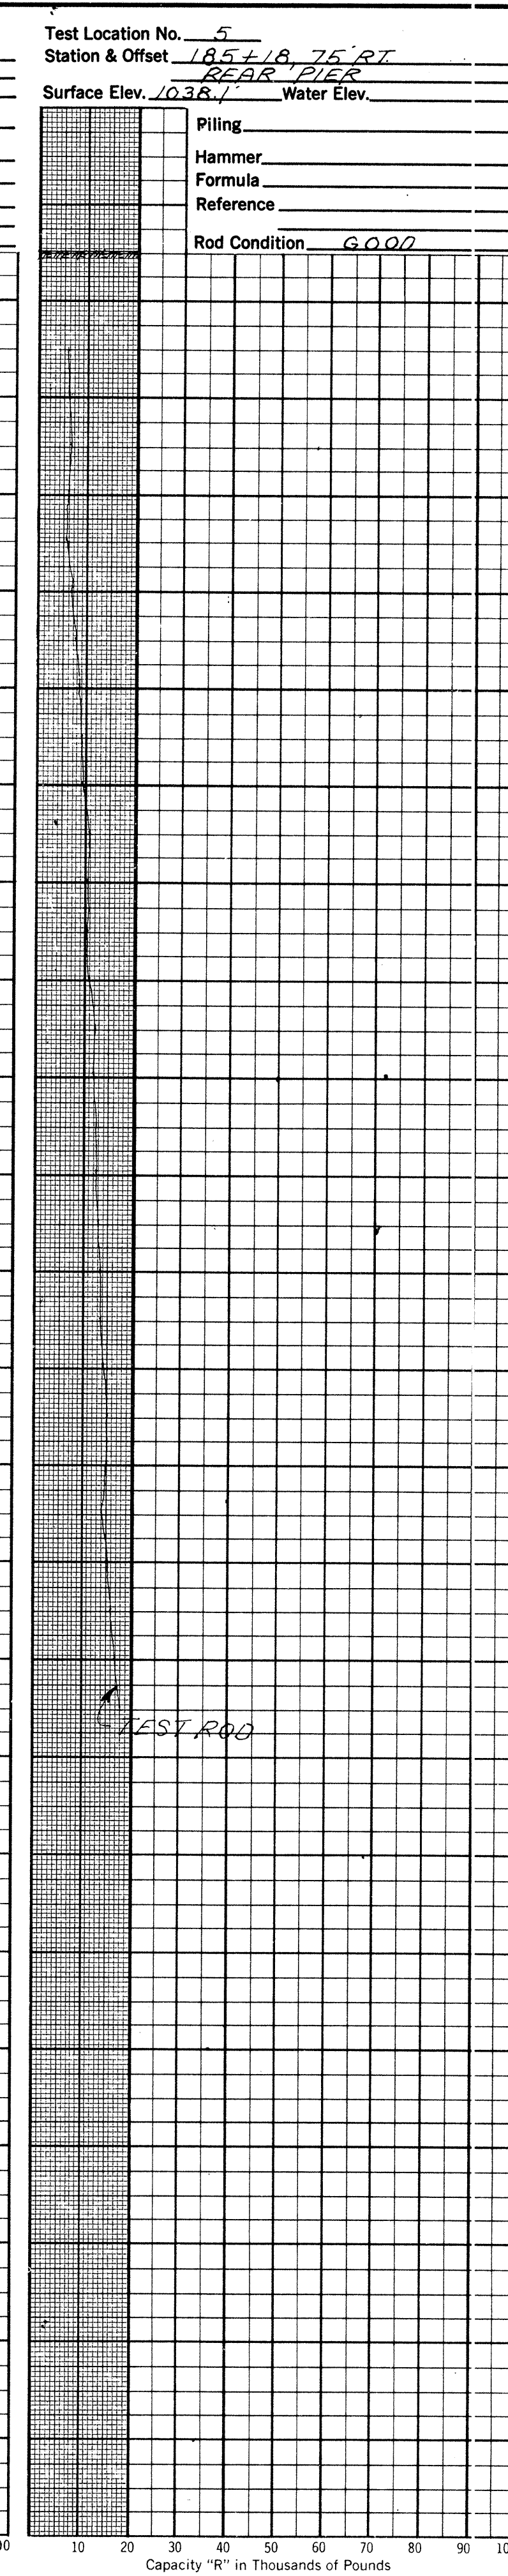 Test Location No. 5
Station & Offset 185+18, 75' RT.
REAR PIER
Surface Elev. 1038.1' Water Elev.
Piling
Hammer
Formula
Reference
Rod Condition GOOD
TEST ROD
10 20 30 40 50 60 70 80 90
Capacity "R" in Thousands of Pounds